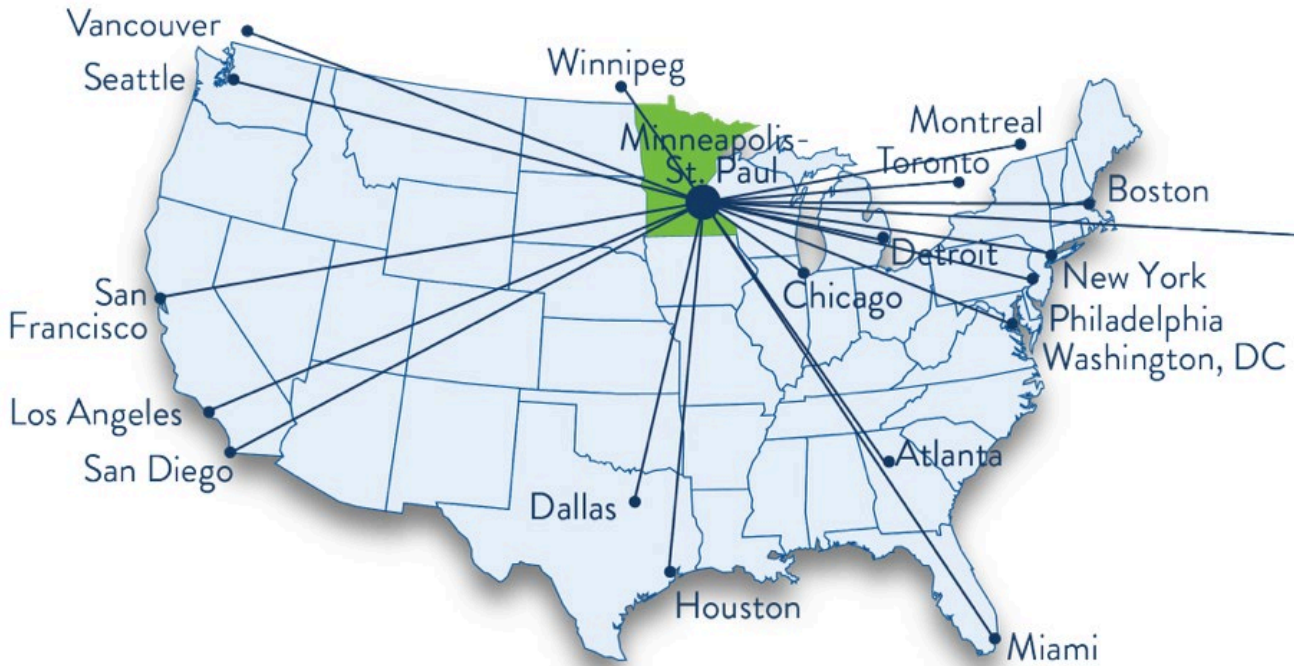 Vancouver
Seattle
Winnipeg
Minneapolis-
St. Paul
Montreal
Toronto
Boston
Detroit
Chicago
New York
Philadelphia
Washington, DC
San
Francisco
Los Angeles
San Diego
Dallas
Houston
Atlanta
Miami